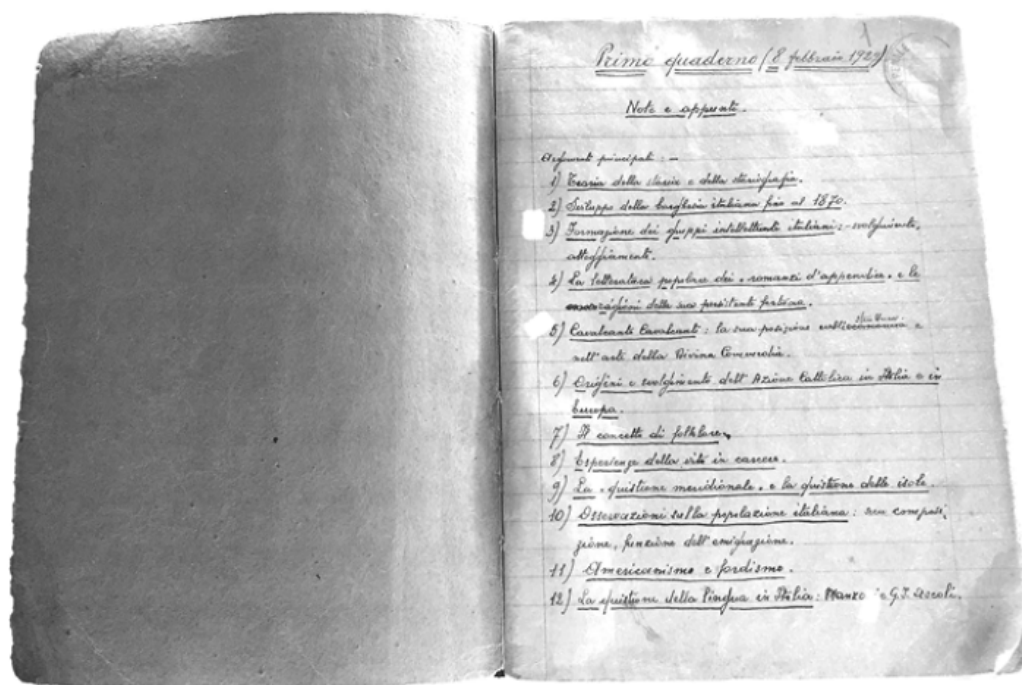 Primo quaderno (8 febbraio 1929)
Note e appunti.
Argomenti principali: —
1) Teoria della storia e della storiografia.
2) Sviluppo della borghesia italiana fino al 1870.
3) Formazione dei gruppi intellettuali italiani: - svolgimento,
atteggiamenti.
4) La letteratura popolare dei "romanzi d'appendice" e le
ragioni della sua persistente fortuna.
5) Cavalcante Cavalcanti: la sua posizione nella struttura e
nell'arte della Divina Commedia.
6) Origini e svolgimento dell'Azione Cattolica in Italia e in
Europa.
7) Il concetto di folklore.
8) Esperienze della vita in carcere.
9) La "quistione meridionale" e la quistione delle isole.
10) Osservazioni sulla popolazione italiana: sua composi,
zione, funzione dell'emigrazione.
11) Americanismo e fordismo.
12) La quistione della lingua in Italia: Manzoni e G. I. Ascoli.